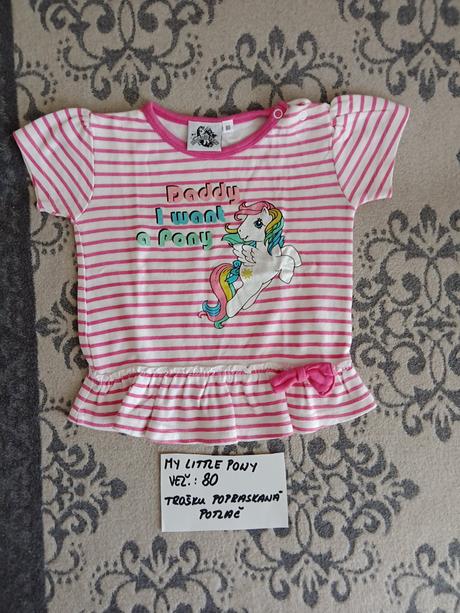 Daddy
I want
a Pony
MY LITTLE PONY
VEĽ.: 80
TROŠKU POPRASKANÁ
POTLAČ